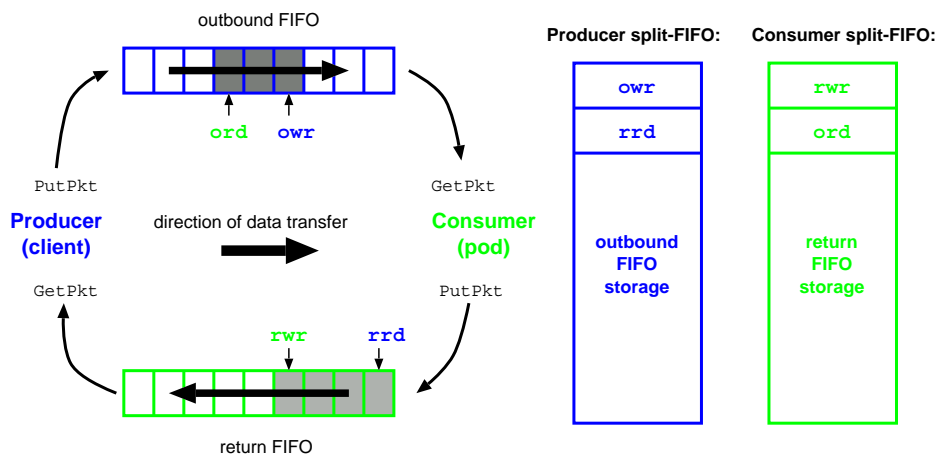 outbound FIFO
ord
owr
PutPkt
GetPkt
Producer
(client)
direction of data transfer
Consumer
(pod)
GetPkt
PutPkt
rwr
rrd
return FIFO
Producer split-FIFO:
owr
rrd
outbound
FIFO
storage
Consumer split-FIFO:
rwr
ord
return
FIFO
storage